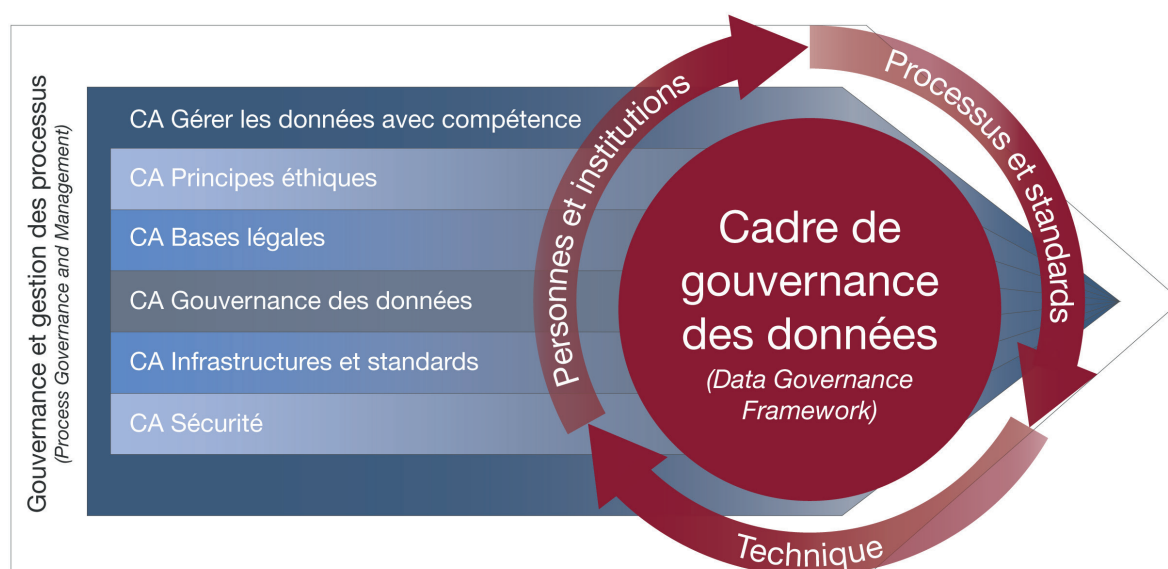 Gouvernance et gestion des processus
(Process Governance and Management)
CA Gérer les données avec compétence
CA Principes éthiques
CA Bases légales
CA Gouvernance des données
CA Infrastructures et standards
CA Sécurité
Personnes et institutions
Processus et standards
Technique
Cadre de
gouvernance
des données
(Data Governance
Framework)